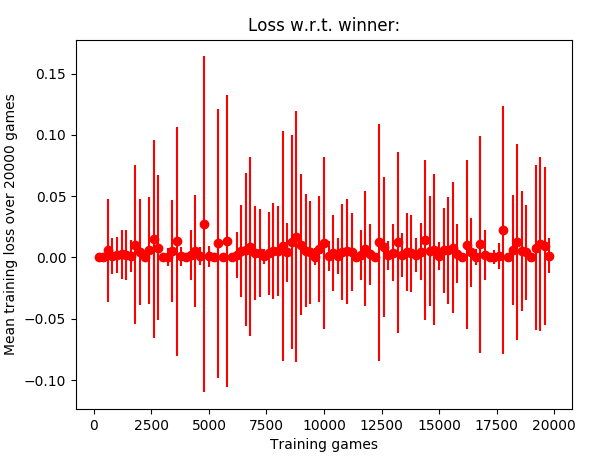 Loss w.r.t. winner:
Mean training loss over 20000 games
0.15
0.10
0.05
0.00
−0.05
−0.10
0 2500 5000 7500 10000 12500 15000 17500 20000
Training games